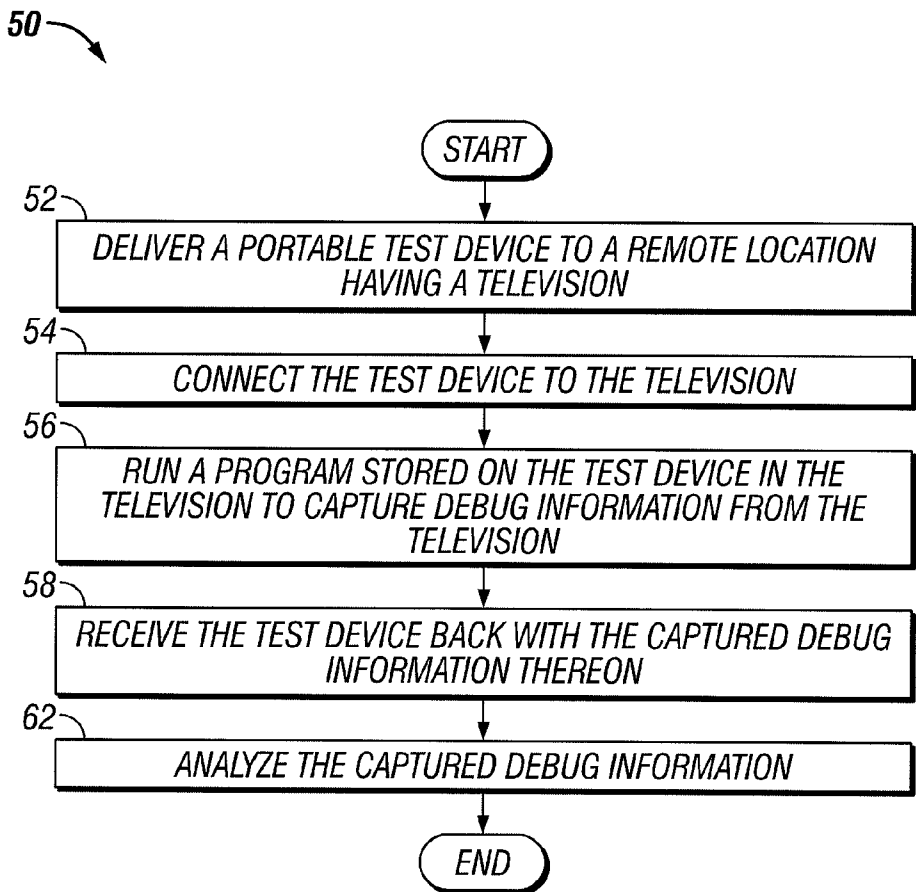 50
START
52
DELIVER A PORTABLE TEST DEVICE TO A REMOTE LOCATION
HAVING A TELEVISION
54
CONNECT THE TEST DEVICE TO THE TELEVISION
56
RUN A PROGRAM STORED ON THE TEST DEVICE IN THE
TELEVISION TO CAPTURE DEBUG INFORMATION FROM THE
TELEVISION
58
RECEIVE THE TEST DEVICE BACK WITH THE CAPTURED DEBUG
INFORMATION THEREON
62
ANALYZE THE CAPTURED DEBUG INFORMATION
END